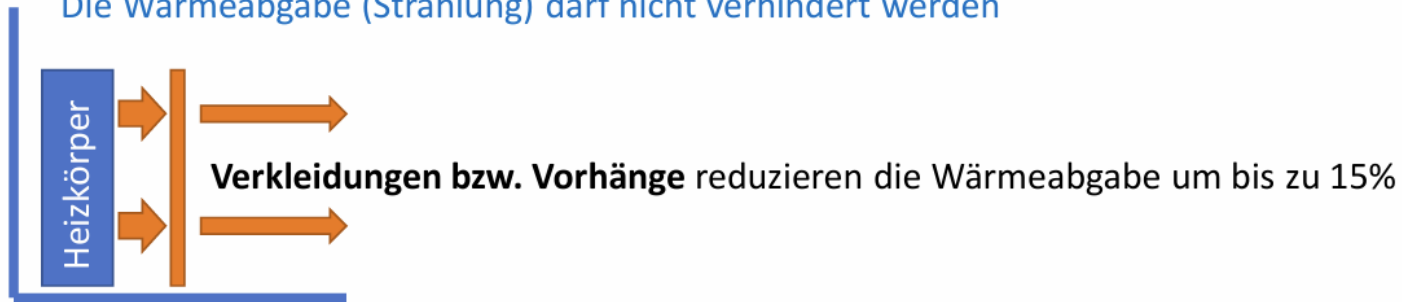 Die Wärmeabgabe (Strahlung) darf nicht verhindert werden
Heizkörper
Verkleidungen bzw. Vorhänge reduzieren die Wärmeabgabe um bis zu 15%